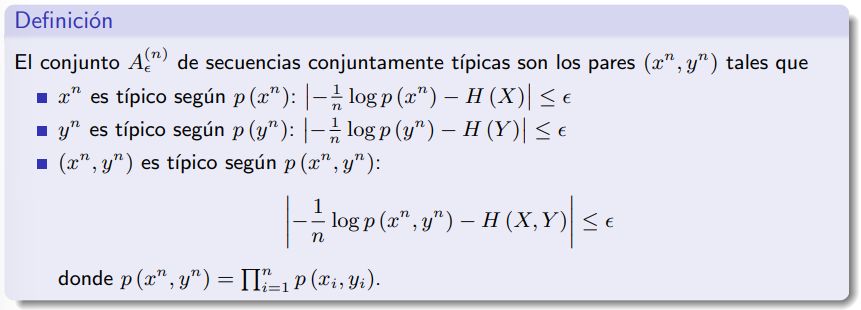 Definición
El conjunto $A_{\epsilon}^{(n)}$ de secuencias conjuntamente típicas son los pares $(x^n, y^n)$ tales que
■ $x^n$ es típico según $p(x^n)$: $\left|-\frac{1}{n}\log p(x^n) - H(X)\right| \leq \epsilon$
■ $y^n$ es típico según $p(y^n)$: $\left|-\frac{1}{n}\log p(y^n) - H(Y)\right| \leq \epsilon$
■ $(x^n, y^n)$ es típico según $p(x^n, y^n)$:
$\left|-\frac{1}{n}\log p(x^n, y^n) - H(X, Y)\right| \leq \epsilon$
donde $p(x^n, y^n) = \prod_{i=1}^{n} p(x_i, y_i)$.